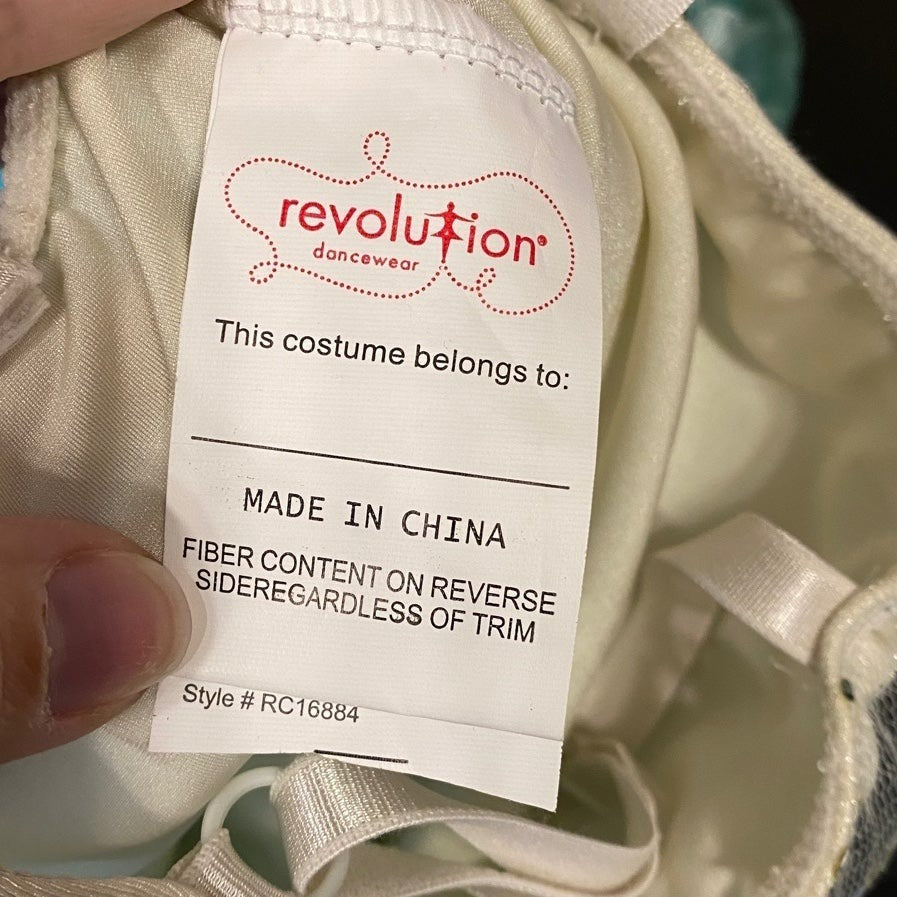 revolution®
dancewear
This costume belongs to:
MADE IN CHINA
FIBER CONTENT ON REVERSE
SIDEREGARDLESS OF TRIM
Style # RC16884